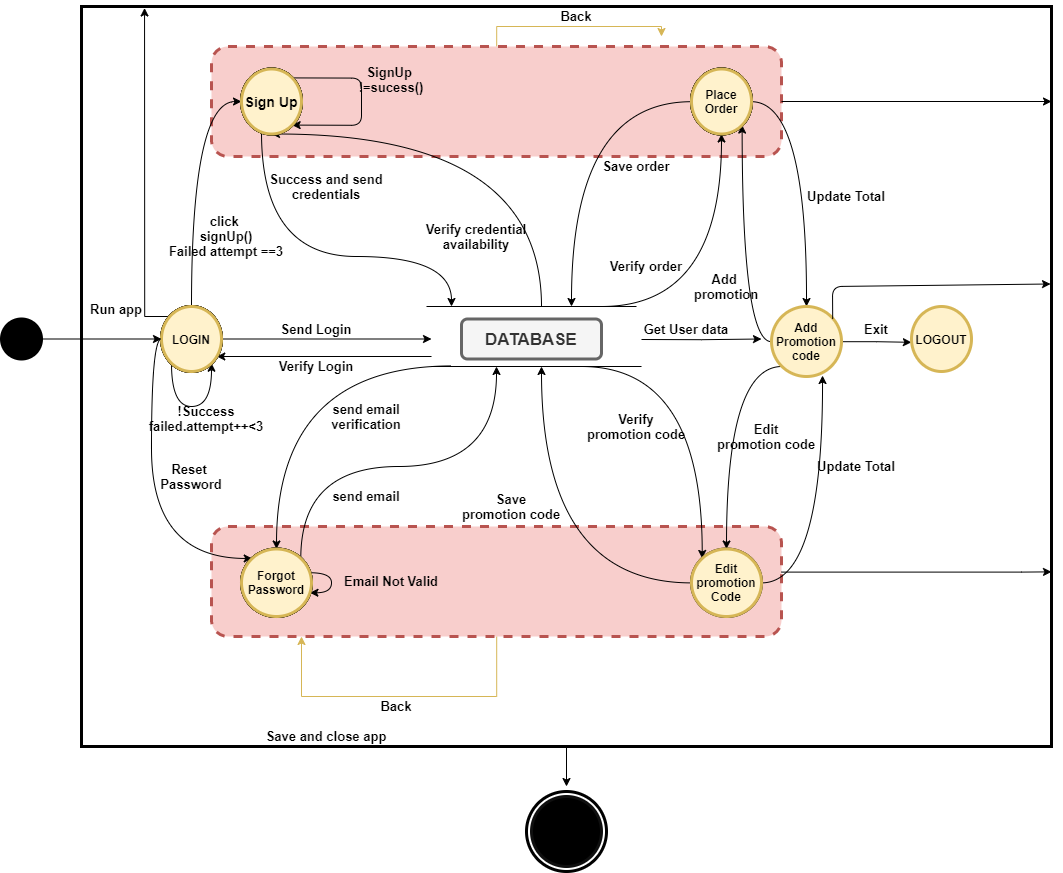 Back
SignUp
!=sucess()
Sign Up
Place
Order
Save order
Success and send
credentials
Update Total
click
signUp()
Failed attempt ==3
Verify credential
availability
Verify order
Add
promotion
Run app
LOGIN
Send Login
DATABASE
Get User data
Add
Promotion
code
Exit
LOGOUT
Verify Login
!Success
failed.attempt++<3
send email
verification
Verify
promotion code
Edit
promotion code
Reset
Password
Update Total
send email
Save
promotion code
Forgot
Password
Email Not Valid
Edit
promotion
Code
Back
Save and close app